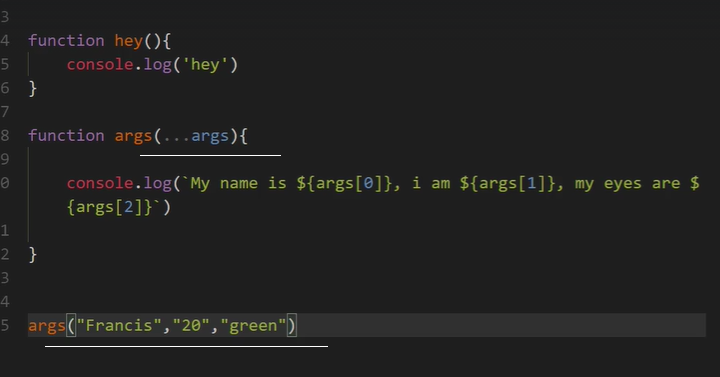 3
4 function hey(){
5 console.log('hey')
6 }
7
8 function args(...args){
9
0 console.log(`My name is ${args[0]}, i am ${args[1]}, my eyes are $
{args[2]}`)
1
2 }
3
4
5 args("Francis","20","green")